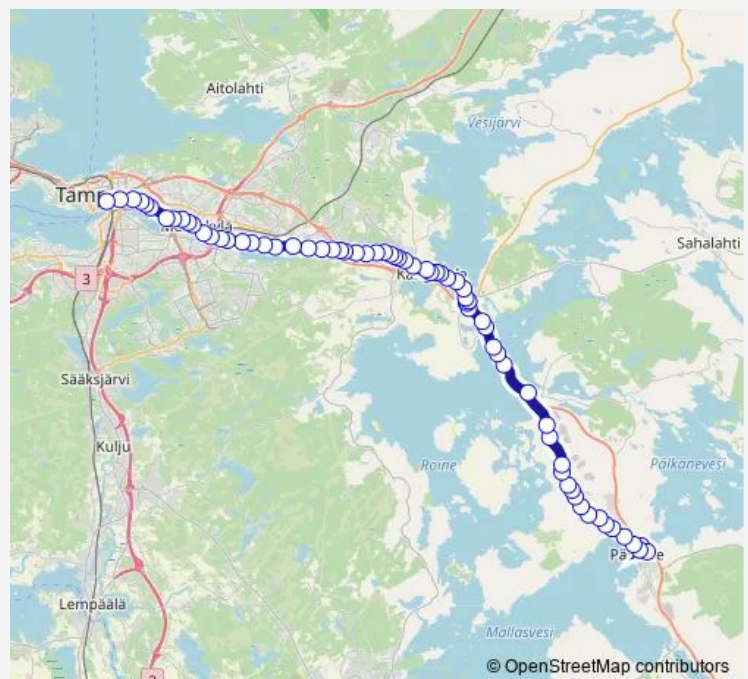 Aitolahti
Vesijärvi
Sahalahti
3
Sääksjärvi
Kulju
Roine
Pälkänevesi
Lempäälä
Mallasvesi
© OpenStreetMap contributors